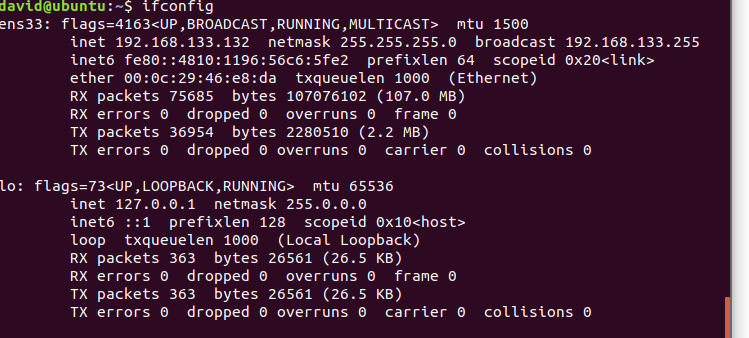 david@ubuntu:~$ ifconfig
ens33: flags=4163<UP,BROADCAST,RUNNING,MULTICAST>  mtu 1500
        inet 192.168.133.132  netmask 255.255.255.0  broadcast 192.168.133.255
        inet6 fe80::4810:1196:56c6:5fe2  prefixlen 64  scopeid 0x20<link>
        ether 00:0c:29:46:e8:da  txqueuelen 1000  (Ethernet)
        RX packets 75685  bytes 107076102 (107.0 MB)
        RX errors 0  dropped 0  overruns 0  frame 0
        TX packets 36954  bytes 2280510 (2.2 MB)
        TX errors 0  dropped 0 overruns 0  carrier 0  collisions 0

lo: flags=73<UP,LOOPBACK,RUNNING>  mtu 65536
        inet 127.0.0.1  netmask 255.0.0.0
        inet6 ::1  prefixlen 128  scopeid 0x10<host>
        loop  txqueuelen 1000  (Local Loopback)
        RX packets 363  bytes 26561 (26.5 KB)
        RX errors 0  dropped 0  overruns 0  frame 0
        TX packets 363  bytes 26561 (26.5 KB)
        TX errors 0  dropped 0 overruns 0  carrier 0  collisions 0